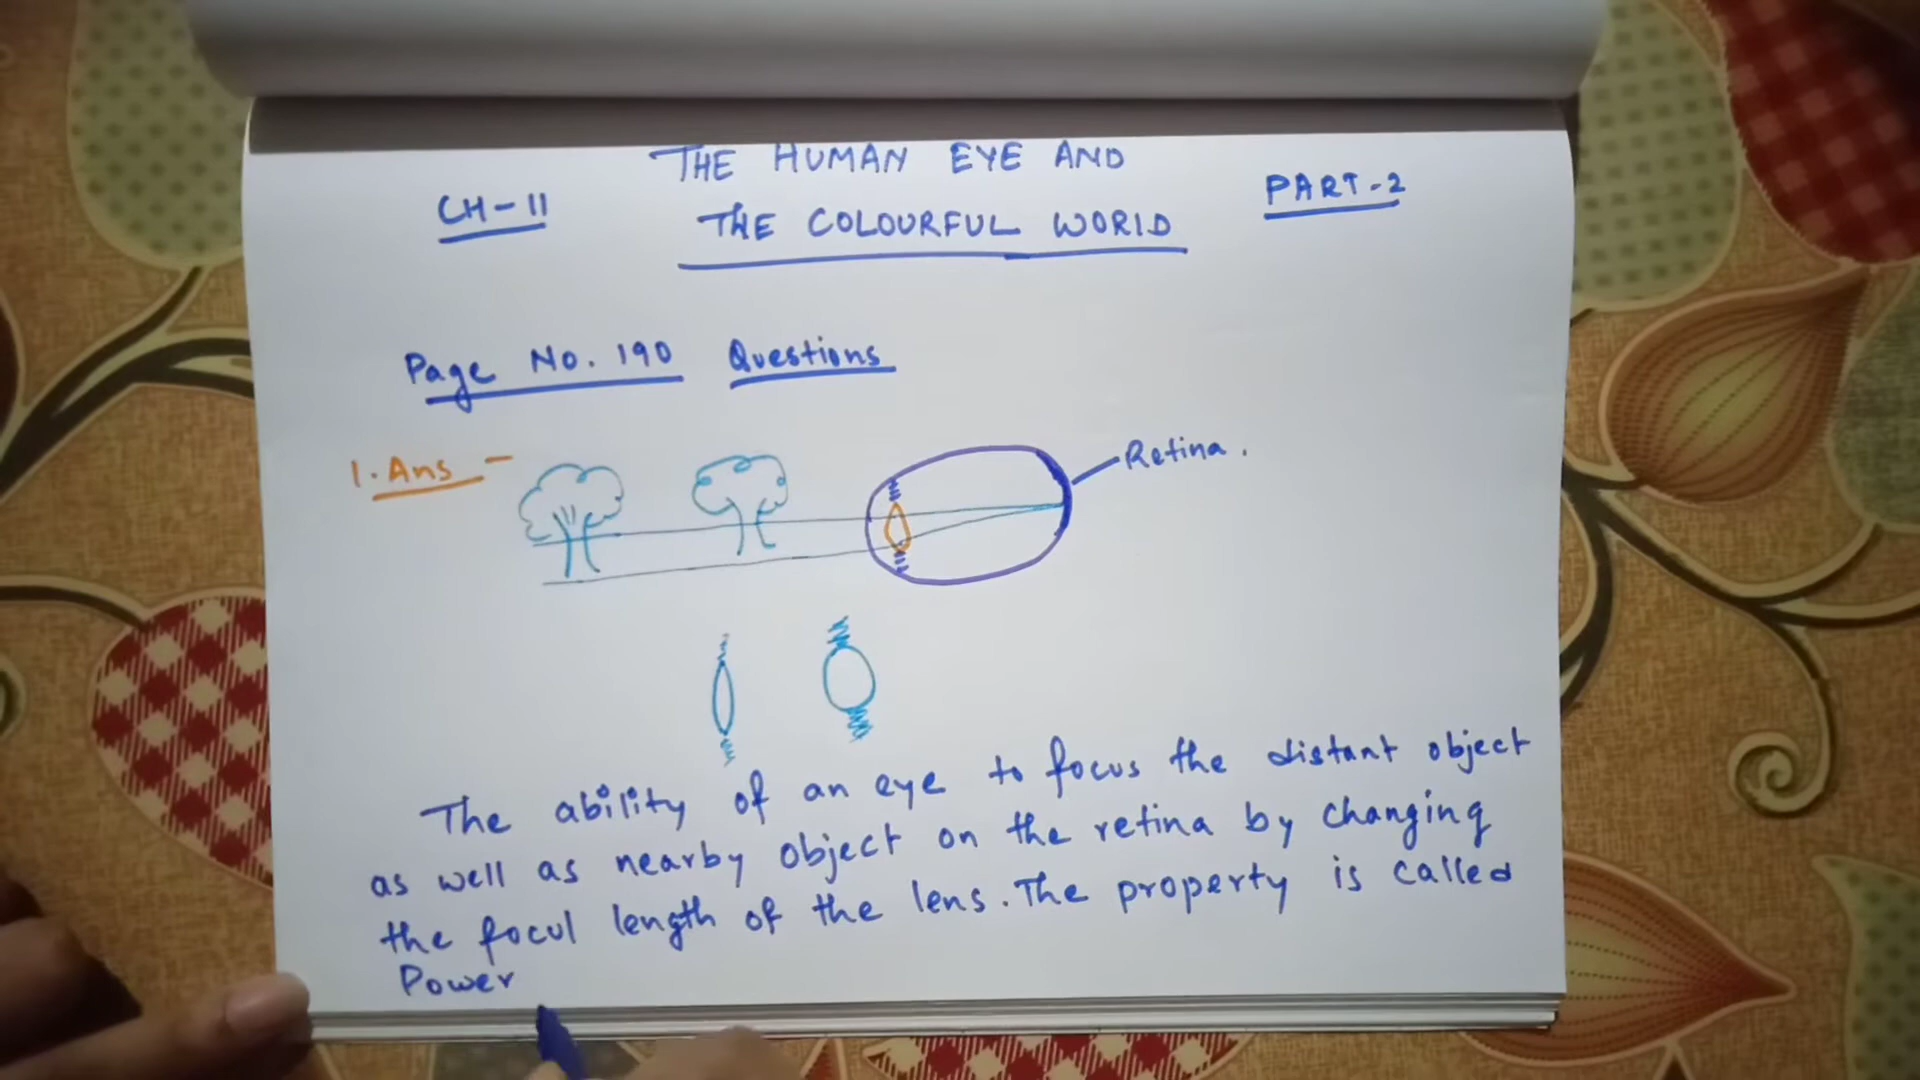 THE HUMAN EYE AND
CH-11
THE COLOURFUL WORLD
PART-2
Page No. 190 Questions
1. Ans -
Retina.
The ability of an eye to focus the distant object
as well as nearby object on the retina by changing
the focul length of the lens. The property is called
Power